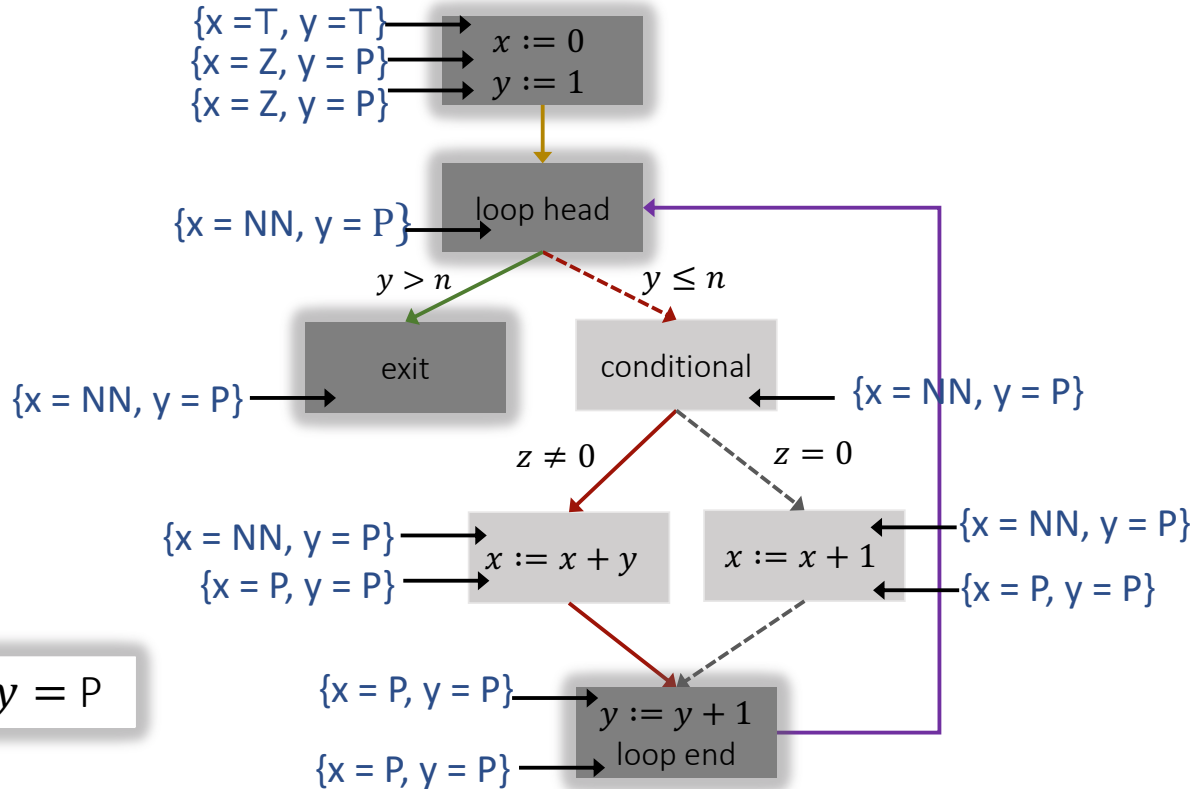 {x =⊤, y =⊤}
x := 0
{x = Z, y = P}
y := 1
{x = Z, y = P}
loop head
{x = NN, y = P}
y > n
y ≤ n
exit
conditional
{x = NN, y = P}
{x = NN, y = P}
z ≠ 0
z = 0
{x = NN, y = P}
x := x + y
{x = P, y = P}
x := x + 1
{x = NN, y = P}
{x = P, y = P}
y = P
{x = P, y = P}
y := y + 1
loop end
{x = P, y = P}